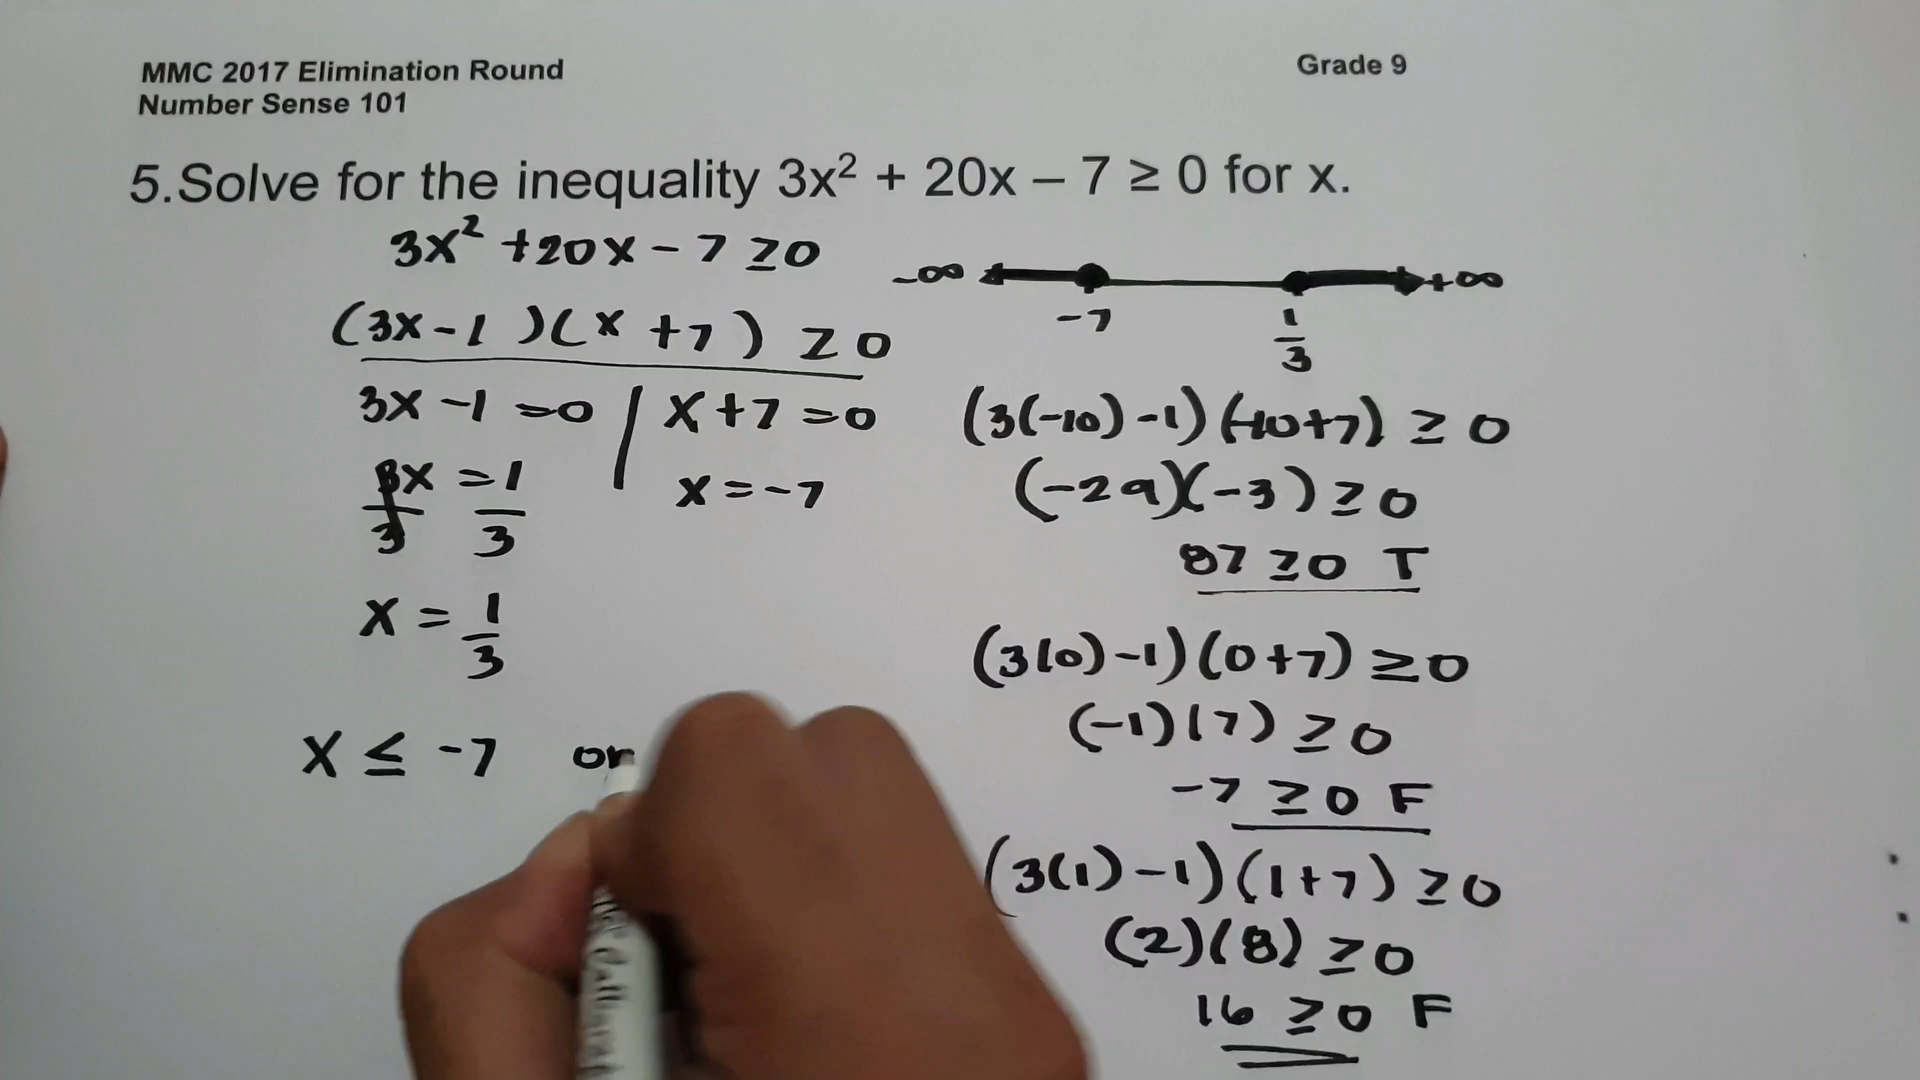 MMC 2017 Elimination Round
Number Sense 101
Grade 9
5.Solve for the inequality 3x² + 20x – 7 ≥ 0 for x.
3x² +20x - 7 ≥0
(3x-1)(x +7) ≥ 0
3x -1 =0 | x+7 =0
3x/3 = 1/3
x = -7
x = 1/3
x ≤ -7 or
-∞ +∞
-7 1/3
(3(-10)-1)(-10+7) ≥ 0
(-29)(-3) ≥0
87 ≥0 T
(3(0)-1)(0+7) ≥0
(-1)(7) ≥0
-7 ≥0 F
(3(1)-1)(1+7) ≥0
(2)(8) ≥0
16 ≥0 F